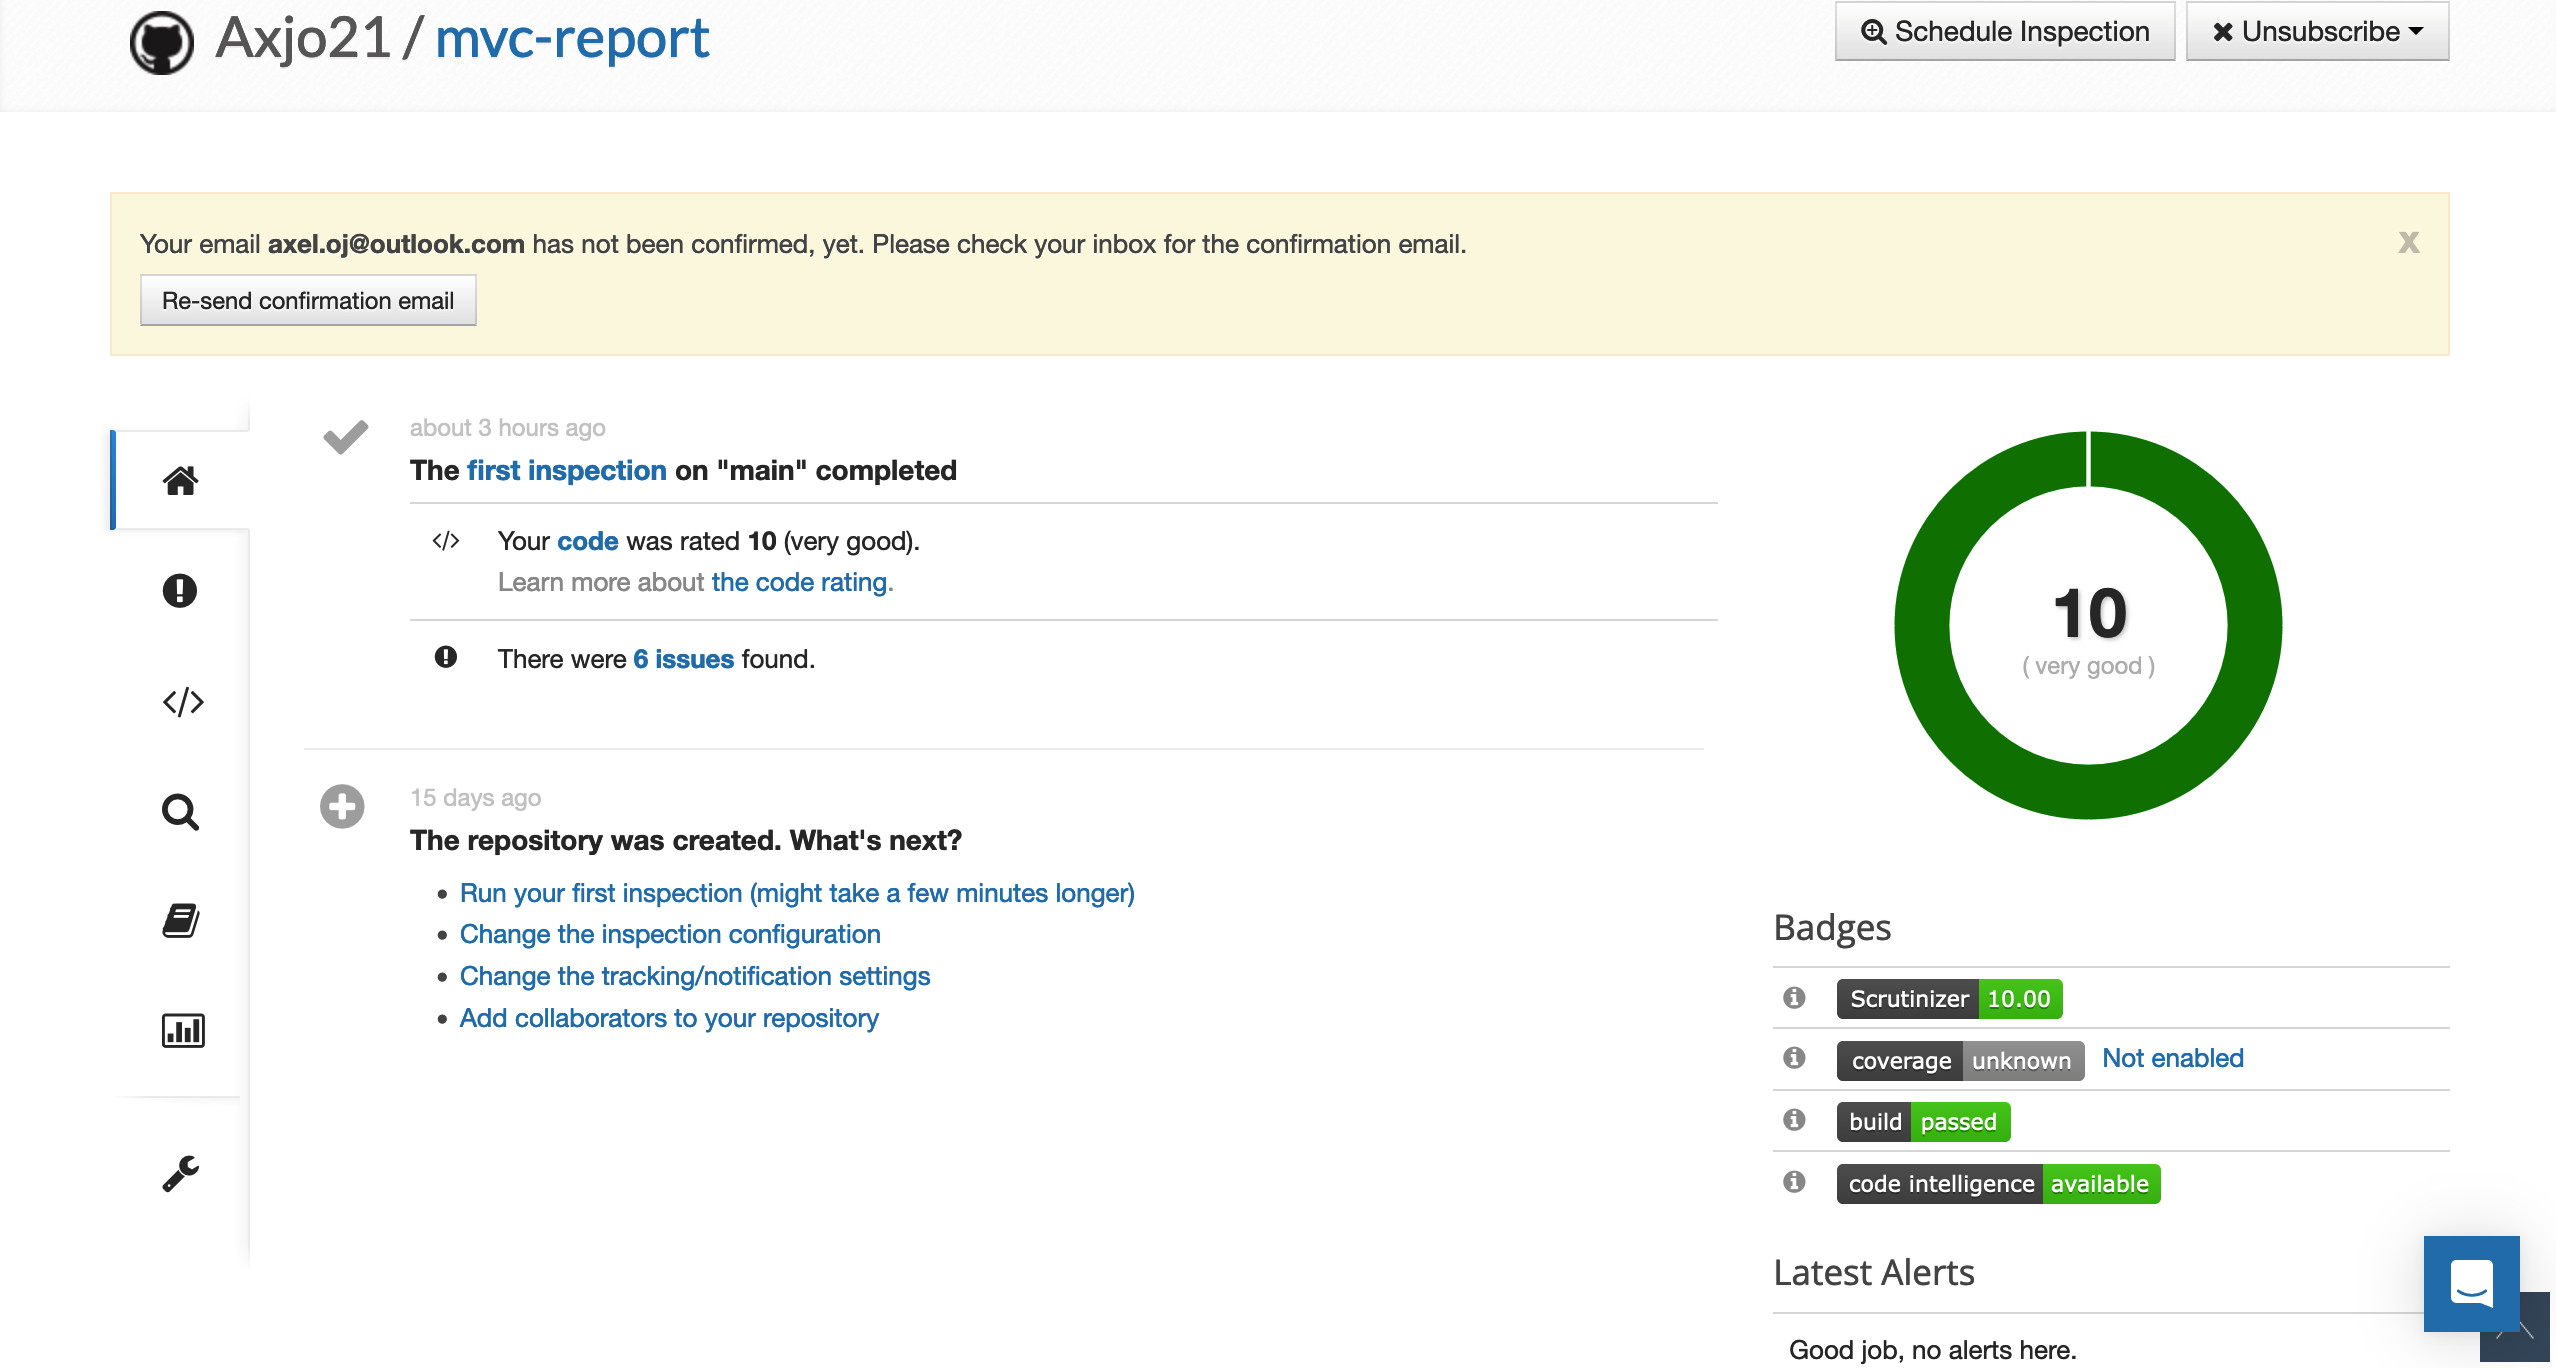 Axjo21 / mvc-report
Schedule Inspection
Unsubscribe
Your email axel.oj@outlook.com has not been confirmed, yet. Please check your inbox for the confirmation email.
x
Re-send confirmation email
about 3 hours ago
The first inspection on "main" completed
Your code was rated 10 (very good).
Learn more about the code rating.
There were 6 issues found.
15 days ago
The repository was created. What's next?
Run your first inspection (might take a few minutes longer)
Change the inspection configuration
Change the tracking/notification settings
Add collaborators to your repository
10
( very good )
Badges
Scrutinizer 10.00
coverage unknown Not enabled
build passed
code intelligence available
Latest Alerts
Good job, no alerts here.